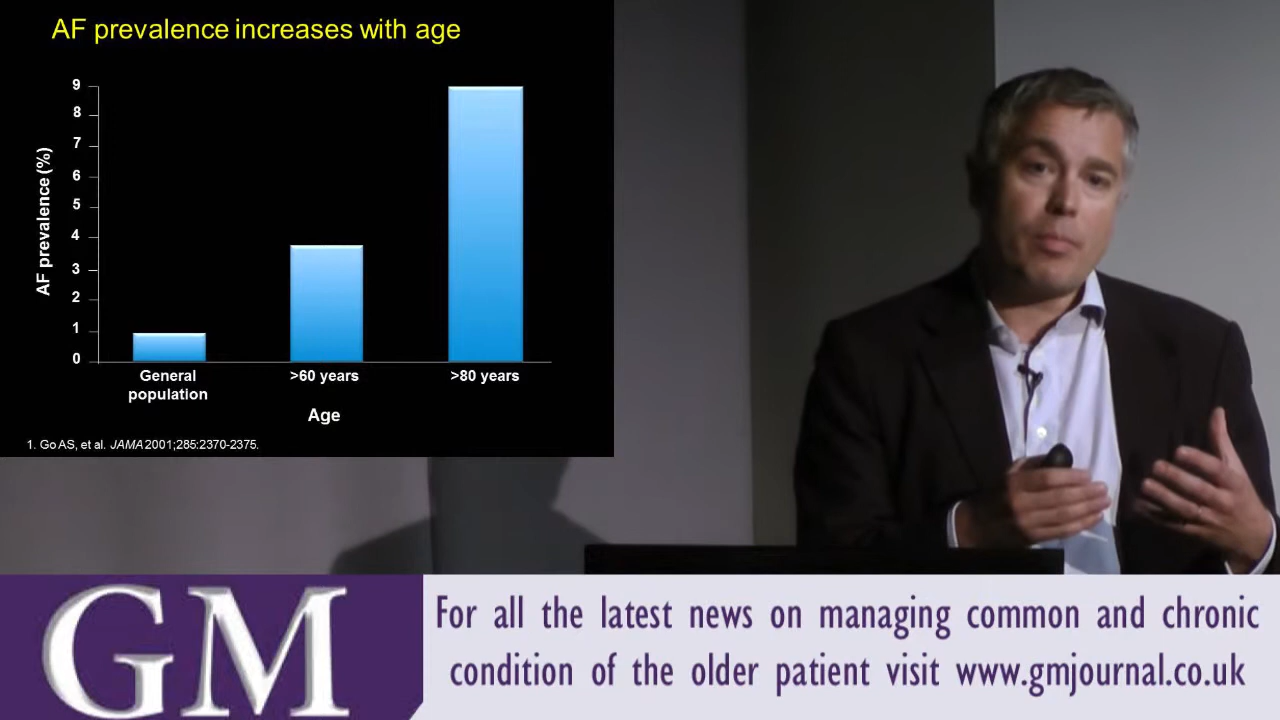 AF prevalence increases with age
9
8
7
6
5
4
3
2
1
0
AF prevalence (%)
General
population
>60 years
>80 years
Age
1. Go AS, et al. JAMA 2001;285:2370-2375.
GM
For all the latest news on managing common and chronic
condition of the older patient visit www.gmjournal.co.uk